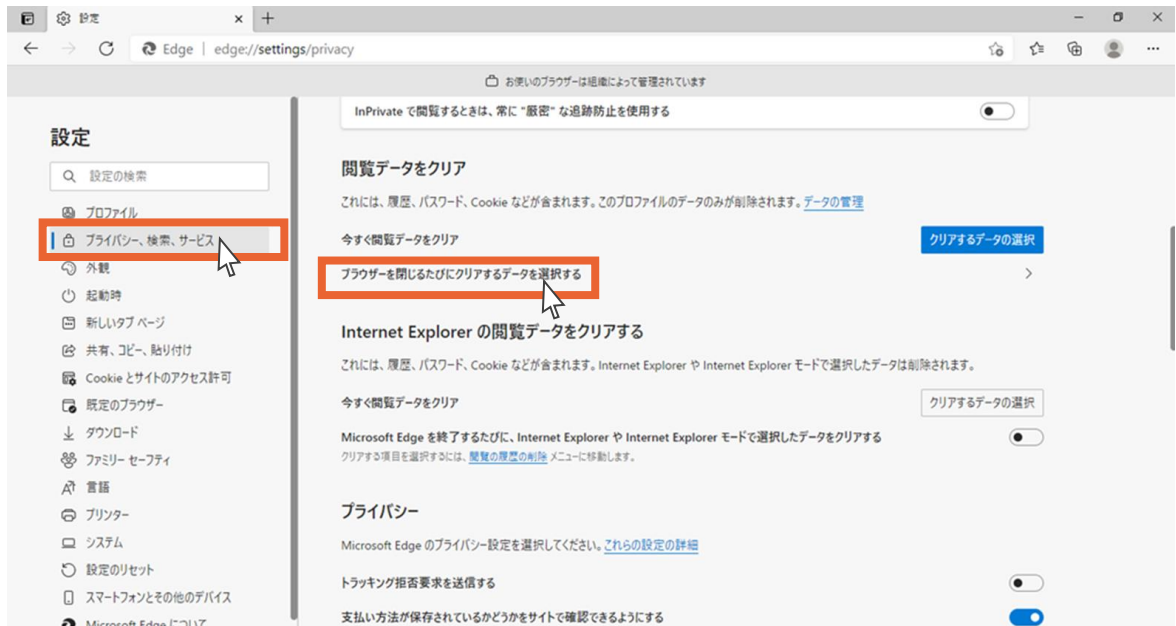 設定
Edge | edge://settings/privacy
お使いのブラウザーは組織によって管理されています
設定
設定の検索
プロファイル
プライバシー、検索、サービス
外観
起動時
新しいタブ ページ
共有、コピー、貼り付け
Cookie とサイトのアクセス許可
既定のブラウザー
ダウンロード
ファミリー セーフティ
言語
プリンター
システム
設定のリセット
スマートフォンとその他のデバイス
Microsoft Edge について
InPrivate で閲覧するときは、常に "厳密" な追跡防止を使用する
閲覧データをクリア
これには、履歴、パスワード、Cookie などが含まれます。このプロファイルのデータのみが削除されます。データの管理
今すぐ閲覧データをクリア
クリアするデータの選択
ブラウザーを閉じるたびにクリアするデータを選択する
Internet Explorer の閲覧データをクリアする
これには、履歴、パスワード、Cookie などが含まれます。Internet Explorer や Internet Explorer モードで選択したデータは削除されます。
今すぐ閲覧データをクリア
クリアするデータの選択
Microsoft Edge を終了するたびに、Internet Explorer や Internet Explorer モードで選択したデータをクリアする
クリアする項目を選択するには、閲覧の履歴の削除 メニューに移動します。
プライバシー
Microsoft Edge のプライバシー設定を選択してください。これらの設定の詳細
トラッキング拒否要求を送信する
支払い方法が保存されているかどうかをサイトで確認できるようにする